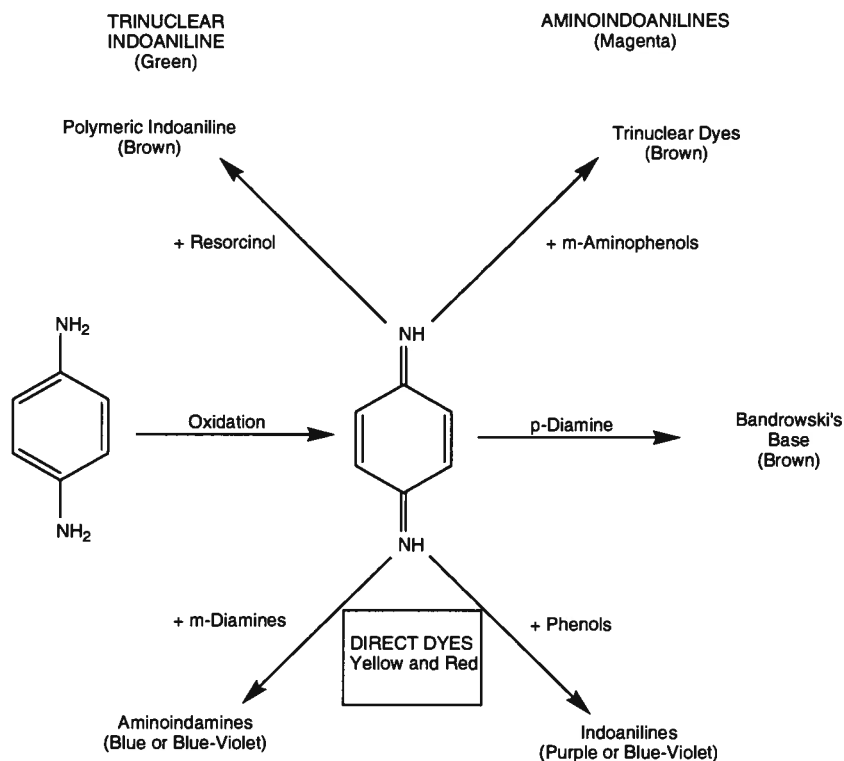 TRINUCLEAR
INDOANILINE
(Green)
AMINOINDOANILINES
(Magenta)
Polymeric Indoaniline
(Brown)
Trinuclear Dyes
(Brown)
+ Resorcinol
+ m-Aminophenols
NH₂
NH
Oxidation
p-Diamine
Bandrowski's
Base
(Brown)
NH₂
NH
+ m-Diamines
+ Phenols
DIRECT DYES
Yellow and Red
Aminoindamines
(Blue or Blue-Violet)
Indoanilines
(Purple or Blue-Violet)